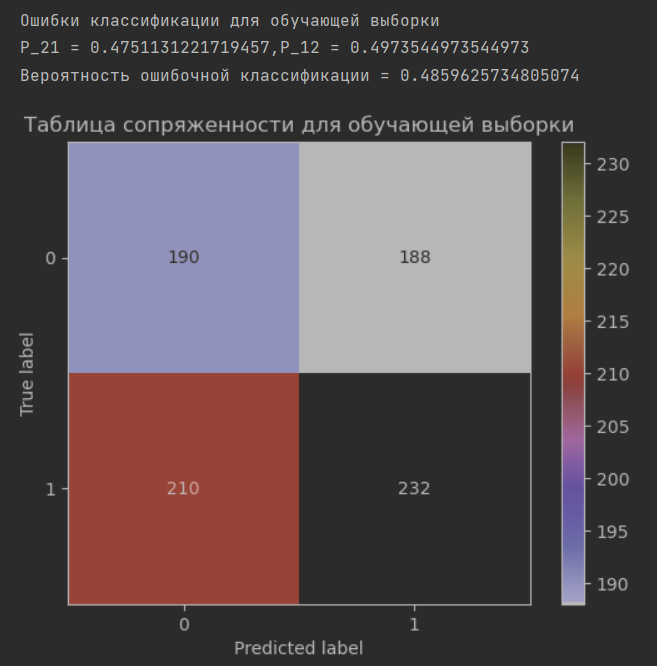 Ошибки классификации для обучающей выборки
P_21 = 0.4751131221719457,P_12 = 0.4973544973544973
Вероятность ошибочной классификации = 0.4859625734805074
Таблица сопряженности для обучающей выборки
230
225
220
215
210
205
200
195
190
0
190
188
1
210
232
True label
0
1
Predicted label